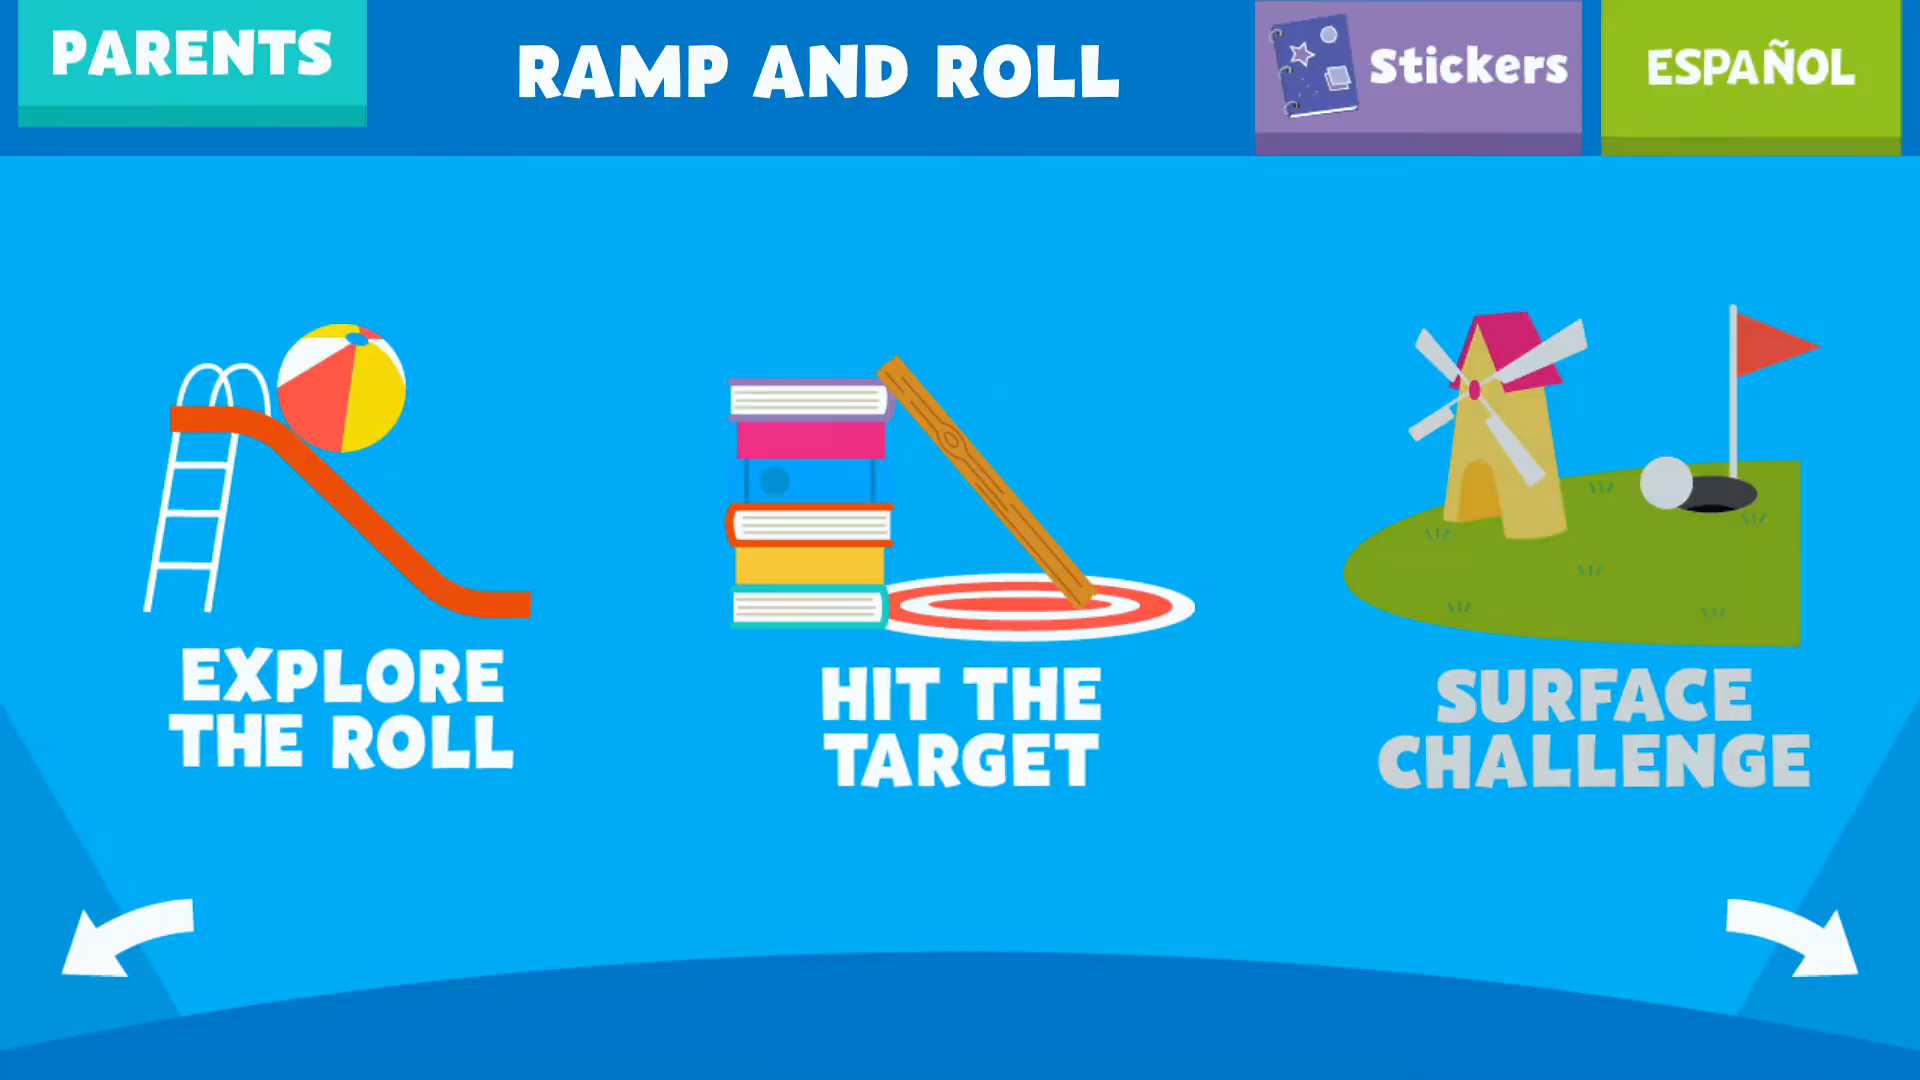 PARENTS
RAMP AND ROLL
Stickers
ESPAÑOL
EXPLORE
THE ROLL
HIT THE
TARGET
SURFACE
CHALLENGE